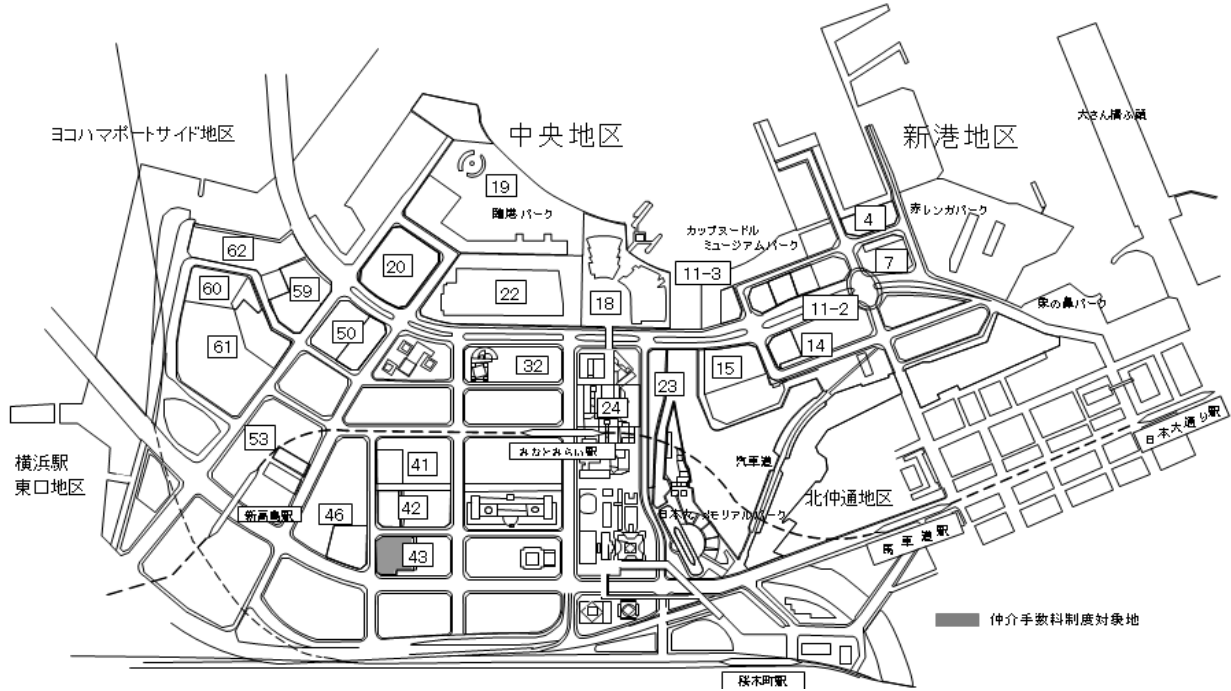 ヨコハマポートサイド地区
中央地区
新港地区
大さん橋ふ頭
19
臨港パーク
カップヌードル
ミュージアムパーク
4
赤レンガパーク
62
20
7
60
59
22
11-3
18
11-2
象の鼻パーク
50
61
14
32
15
23
24
53
みなとみらい駅
日本大通り駅
横浜駅
東口地区
41
汽車道
北仲通地区
42
46
新高島駅
日本丸メモリアルパーク
馬車道駅
43
仲介手数料制度対象地
桜木町駅